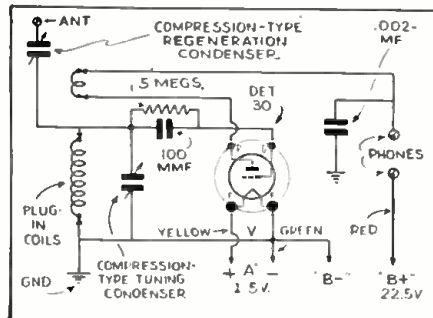 ANT
COMPRESSION-TYPE
REGENERATION
CONDENSER
.002-
MF
.5 MEGS.
DET
30
100
MMF
P
G
F
F
PHONES
PLUG-
IN
COILS
YELLOW
V
GREEN
RED
GND
COMPRESSION-
TYPE TUNING
CONDENSER
+ "A" -
1.5V.
"B-"
"B+"
22.5V